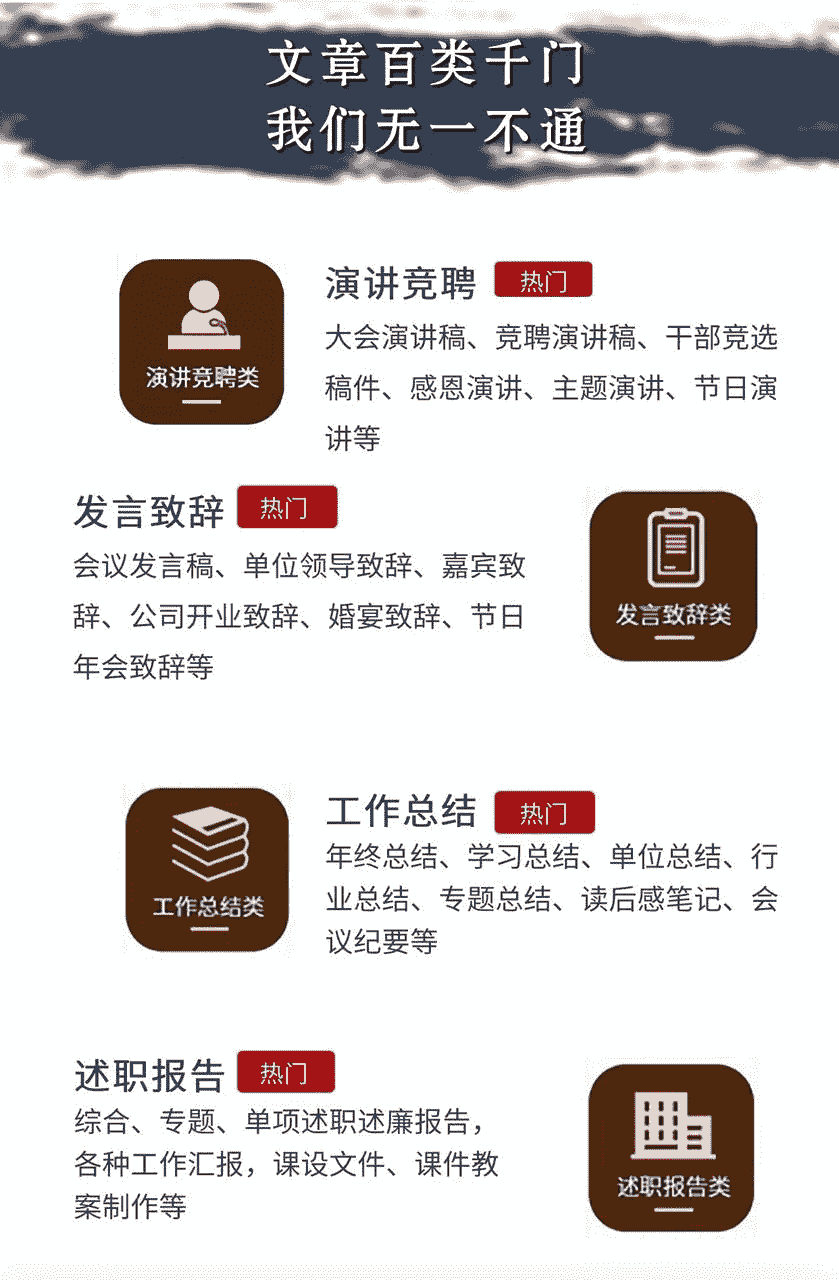 文章百类千门
我们无一不通
演讲竞聘 热门
大会演讲稿、竞聘演讲稿、干部竞选
稿件、感恩演讲、主题演讲、节日演
讲等
演讲竞聘类
发言致辞 热门
会议发言稿、单位领导致辞、嘉宾致
辞、公司开业致辞、婚宴致辞、节日
年会致辞等
发言致辞类
工作总结 热门
年终总结、学习总结、单位总结、行
业总结、专题总结、读后感笔记、会
议纪要等
工作总结类
述职报告 热门
综合、专题、单项述职述廉报告，
各种工作汇报，课设文件、课件教
案制作等
述职报告类